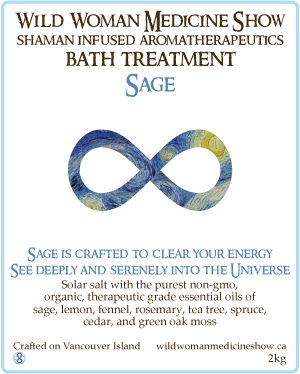 Wild Woman Medicine Show
shaman infused aromatherapeutics
BATH TREATMENT
Sage
Sage is crafted to clear your energy
See deeply and serenely into the Universe
Solar salt with the purest non-gmo,
organic, therapeutic grade essential oils of
sage, lemon, fennel, rosemary, tea tree, spruce,
cedar, and green oak moss
Crafted on Vancouver Island wildwomanmedicineshow.ca
2kg